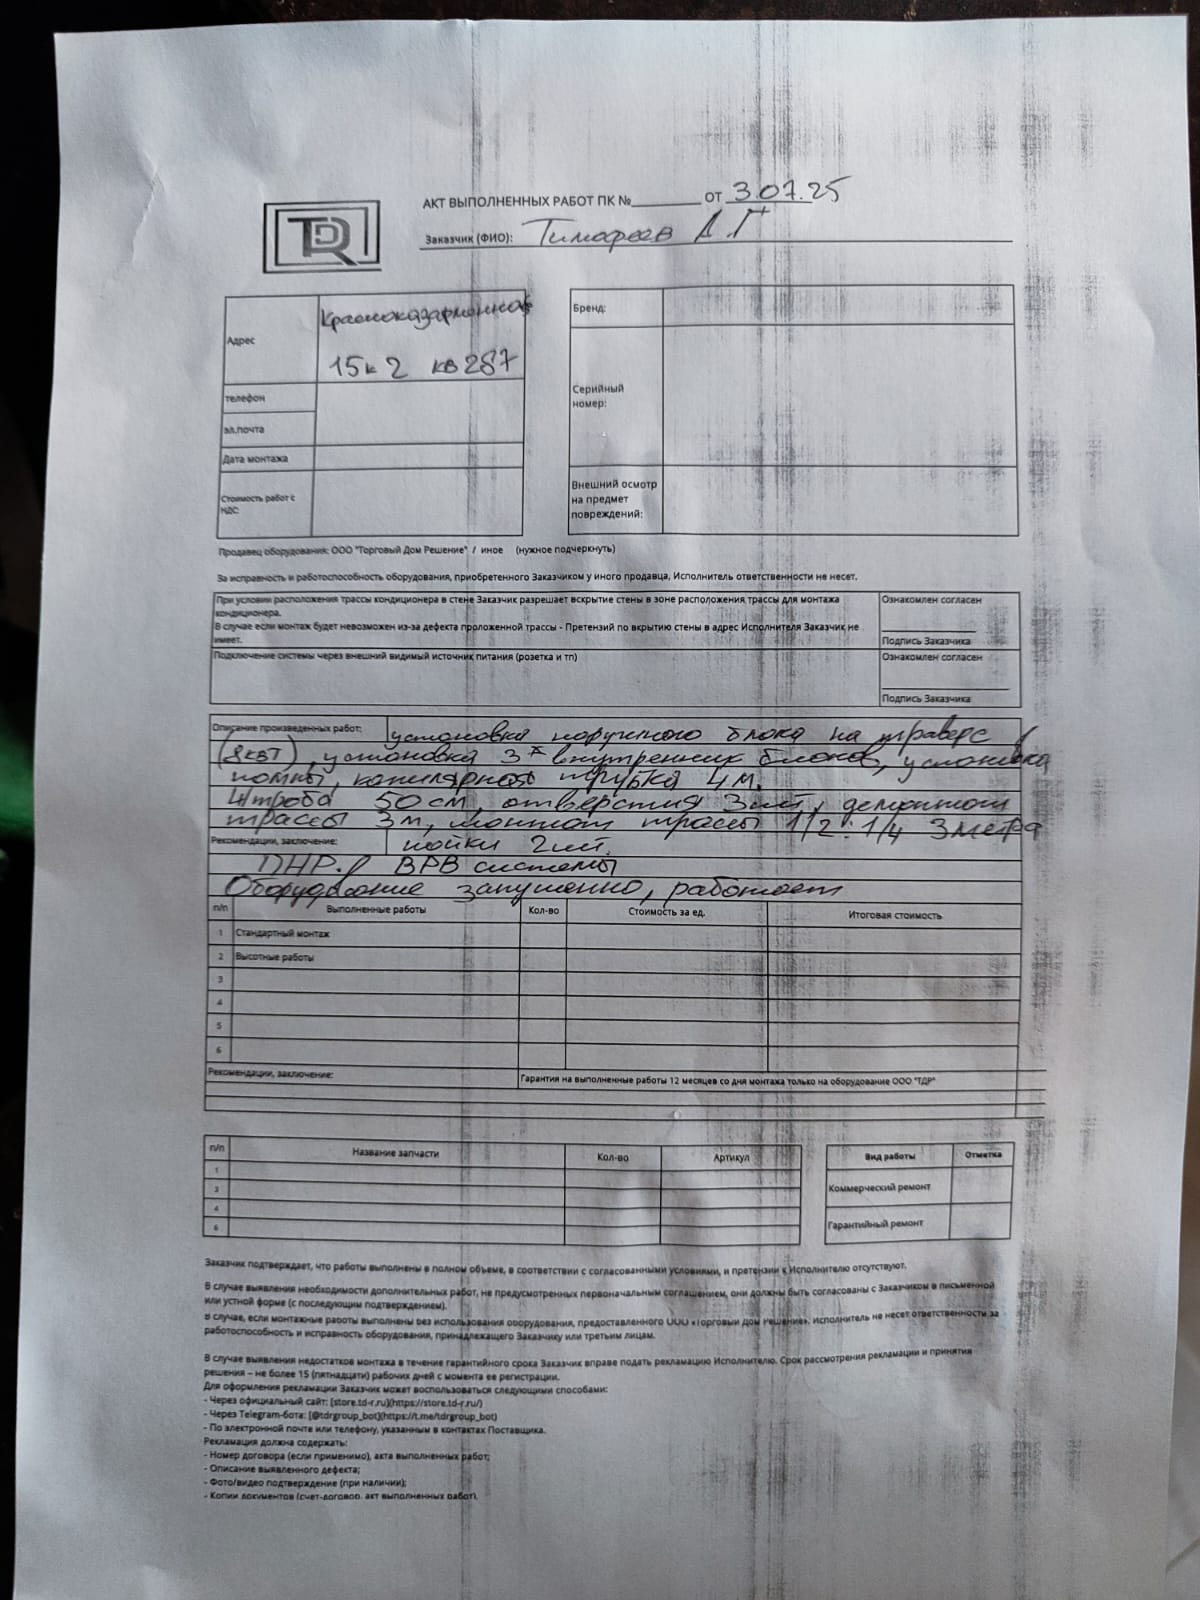 TDR
АКТ ВЫПОЛНЕННЫХ РАБОТ ПК №________ от 3.07.25
Заказчик (ФИО): Тимофеев А.Г
Адрес
Красноказарменная
15к2 кв287
телефон
эл.почта
Дата монтажа
Стоимость работ с
НДС:
Бренд:
Серийный
номер:
Внешний осмотр
на предмет
повреждений:
Продавец оборудования: ООО "Торговый Дом Решение" / иное (нужное подчеркнуть)
За исправность и работоспособность оборудования, приобретенного Заказчиком у иного продавца, Исполнитель ответственности не несет.
При условии расположения трассы кондиционера в стене Заказчик разрешает вскрытие стены в зоне расположения трассы для монтажа
кондиционера.
В случае если монтаж будет невозможен из-за дефекта проложенной трассы - Претензий по вкрытию стены в адрес Исполнителя Заказчик не
имеет.
Ознакомлен согласен
Подпись Заказчика
Подключение системы через внешний видимый источник питания (розетка и тп)
Ознакомлен согласен
Подпись Заказчика
Описание произведенных работ: установка наружного блока на траверс
(8квт), установка 3х внутренних блоков, установка
помпы, капилярная трубка 4м.
Штроба 50см, отверстия 3шт, демонтаж
трассы 3м, монтаж трассы 1/2:1/4 3метра
Рекомендации, заключение: пайки 2шт.
ПНР. ВРВ системы
Оборудование запущенно, работает
п/п Выполненные работы Кол-во Стоимость за ед. Итоговая стоимость
1 Стандартный монтаж
2 Высотные работы
3
4
5
6
Рекомендации, заключение: Гарантия на выполненные работы 12 месяцев со дня монтажа только на оборудование ООО "ТДР"
п/п Название запчасти Кол-во Артикул
1
3
4
6
Вид работы Отметка
Коммерческий ремонт
Гарантийный ремонт
Заказчик подтверждает, что работы выполнены в полном объеме, в соответствии с согласованными условиями, и претензии к Исполнителю отсутствуют.
В случае выявления необходимости дополнительных работ, не предусмотренных первоначальным соглашением, они должны быть согласованы с Заказчиком в письменной
или устной форме (с последующим подтверждением).
В случае, если монтажные работы выполнены без использования оборудования, предоставленного ООО «Торговый Дом Решение», Исполнитель не несет ответственности за
работоспособность и исправность оборудования, принадлежащего Заказчику или третьим лицам.
В случае выявления недостатков монтажа в течение гарантийного срока Заказчик вправе подать рекламацию Исполнителю. Срок рассмотрения рекламации и принятия
решения – не более 15 (пятнадцати) рабочих дней с момента ее регистрации.
Для оформления рекламации Заказчик может воспользоваться следующими способами:
- Через официальный сайт: [store.td-r.ru](https://store.td-r.ru/)
- Через Telegram-бота: [@tdrgroup_bot](https://t.me/tdrgroup_bot)
- По электронной почте или телефону, указанным в контактах Поставщика.
Рекламация должна содержать:
- Номер договора (если применимо), акта выполненных работ;
- Описание выявленного дефекта;
- Фото/видео подтверждение (при наличии);
- Копии документов (счет-договор, акт выполненных работ).